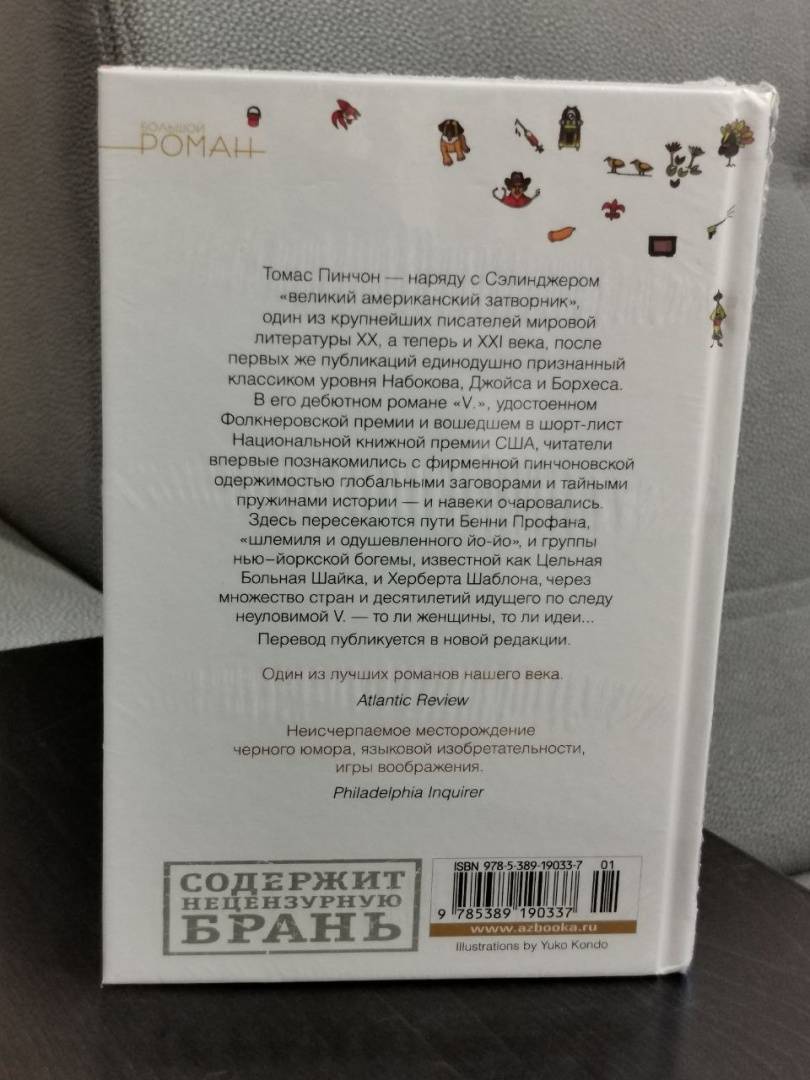 БОЛЬШОЙ
РОМАН
Томас Пинчон — наряду с Сэлинджером
«великий американский затворник»,
один из крупнейших писателей мировой
литературы XX, а теперь и XXI века, после
первых же публикаций единодушно признанный
классиком уровня Набокова, Джойса и Борхеса.
В его дебютном романе «V.», удостоенном
Фолкнеровской премии и вошедшем в шорт-лист
Национальной книжной премии США, читатели
впервые познакомились с фирменной пинчоновской
одержимостью глобальными заговорами и тайными
пружинами истории — и навеки очаровались.
Здесь пересекаются пути Бенни Профана,
«шлемиля и одушевленного йо-йо», и группы
нью-йоркской богемы, известной как Цельная
Больная Шайка, и Херберта Шаблона, через
множество стран и десятилетий идущего по следу
неуловимой V. — то ли женщины, то ли идеи...
Перевод публикуется в новой редакции.
Один из лучших романов нашего века.
Atlantic Review
Неисчерпаемое месторождение
черного юмора, языковой изобретательности,
игры воображения.
Philadelphia Inquirer
СОДЕРЖИТ
НЕЦЕНЗУРНУЮ
БРАНЬ
ISBN 978-5-389-19033-7 01
9 785389 190337
www.azbooka.ru
Illustrations by Yuko Kondo